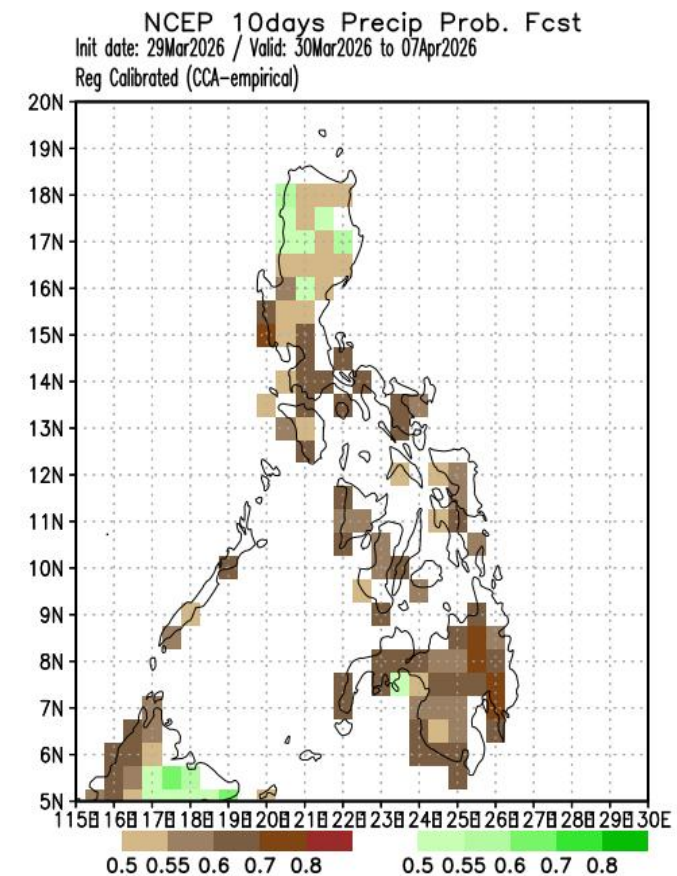 NCEP 10days Precip Prob. Fcst
Init date: 29Mar2026 / Valid: 30Mar2026 to 07Apr2026
Reg Calibrated (CCA-empirical)
20N
19N
18N
17N
16N
15N
14N
13N
12N
11N
10N
9N
8N
7N
6N
5N
115E 116E 117E 118E 119E 120E 121E 122E 123E 124E 125E 126E 127E 128E 129E 130E
0.5 0.55 0.6 0.7 0.8 0.5 0.55 0.6 0.7 0.8